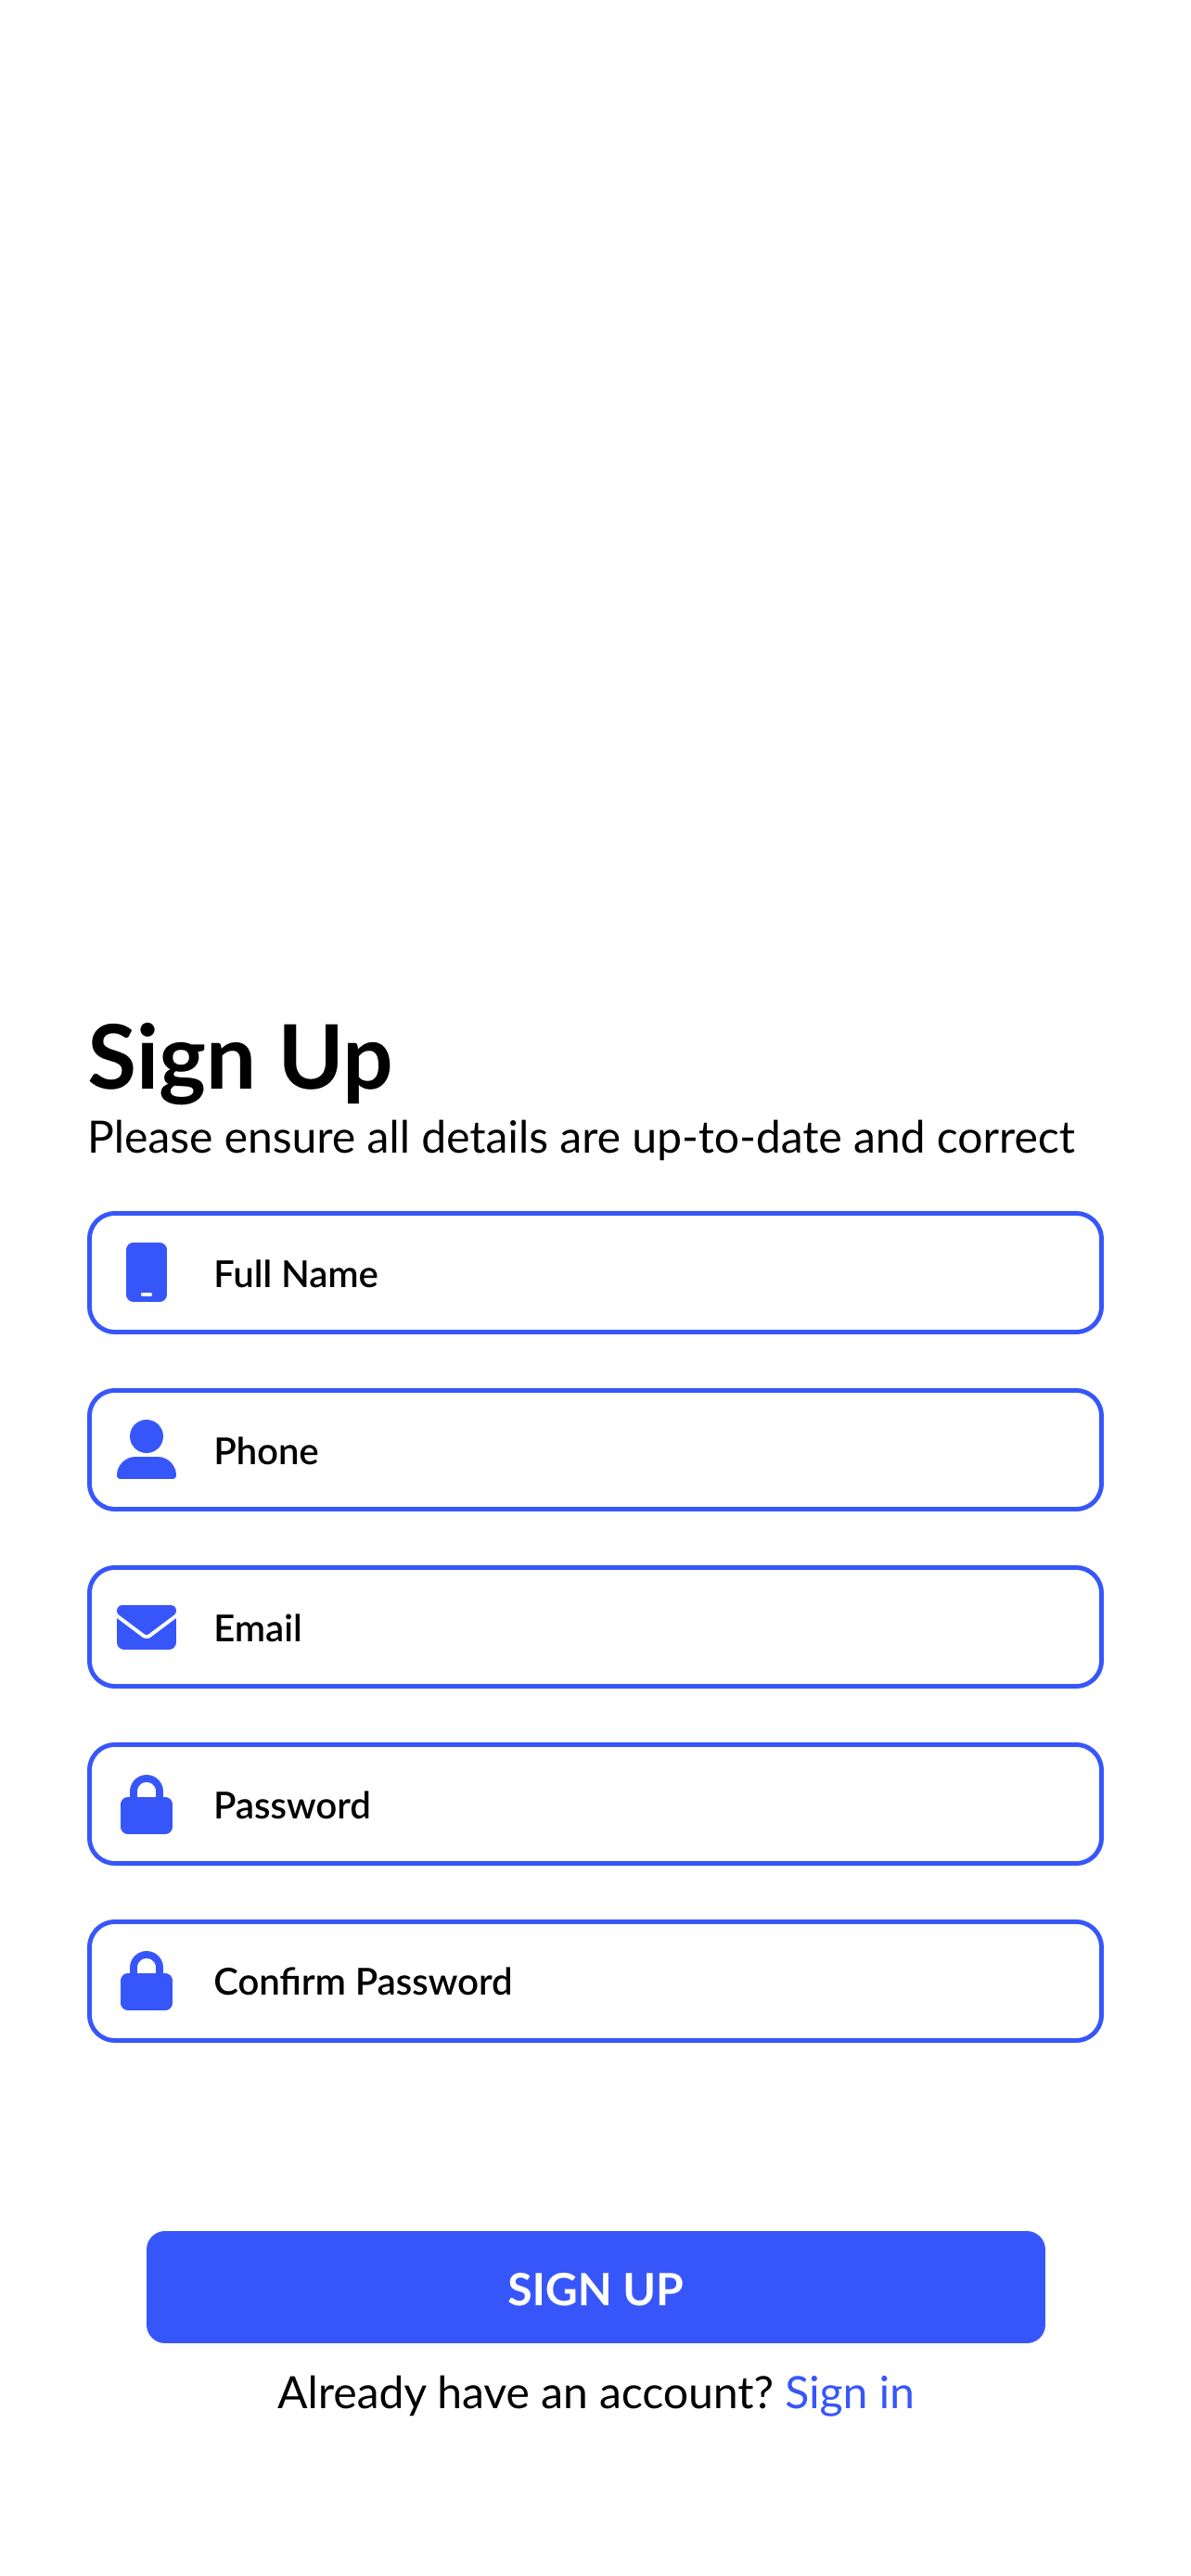 Sign Up
Please ensure all details are up-to-date and correct
Full Name
Phone
Email
Password
Confirm Password
SIGN UP
Already have an account? Sign in